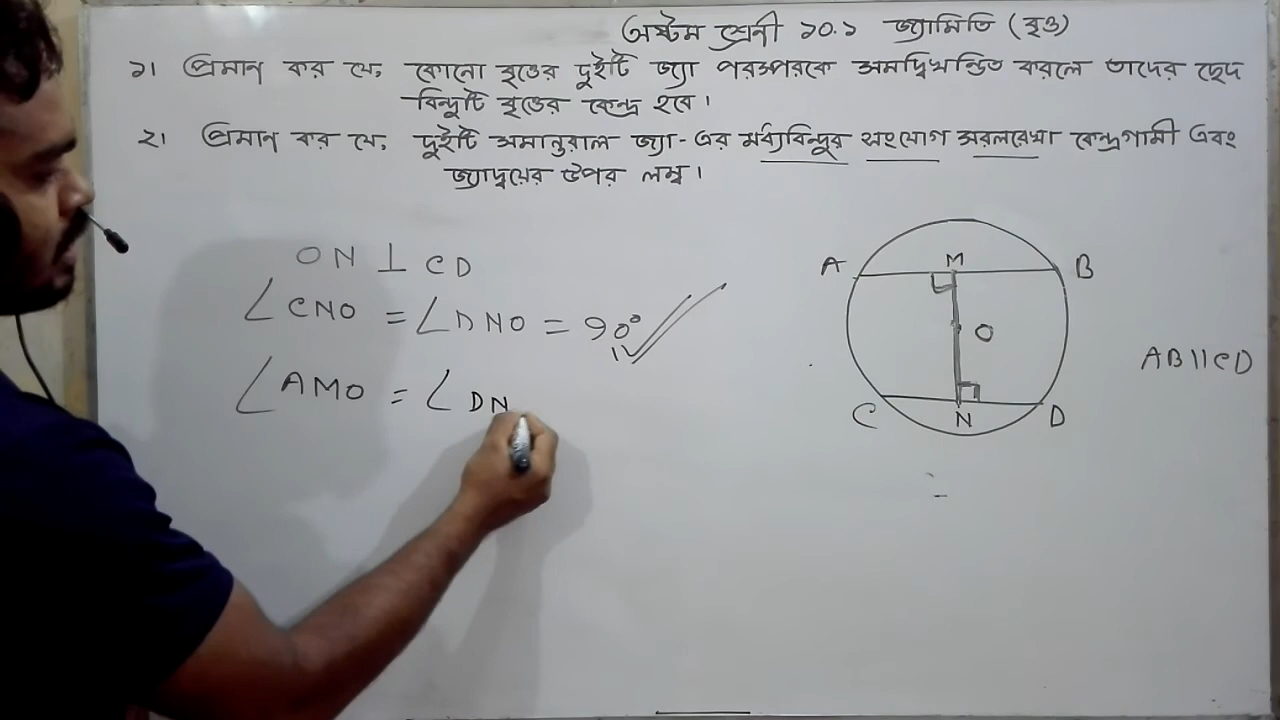 অষ্টম শ্রেনী ১০.১ জ্যামিতি (বৃত্ত)
১। প্রমান কর যে, কোনো বৃত্তের দুইটি জ্যা পরস্পরকে সমদ্বিখন্ডিত করলে তাদের ছেদ
বিন্দুটি বৃত্তের কেন্দ্র হবে।
২। প্রমান কর যে, দুইটি সমান্তরাল জ্যা-এর মধ্যবিন্দুর সংযোগ সরলরেখা কেন্দ্রগামী এবং
জ্যাদ্বয়ের উপর লম্ব।
ON ⊥ CD
∠CNO = ∠DNO = 90°
∠AMO = ∠DN
A M B
O
AB || CD
C N D